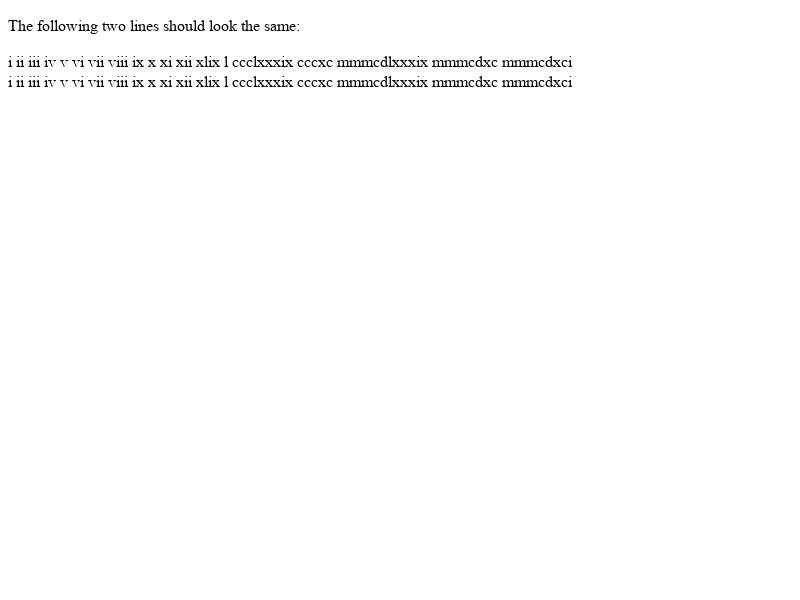 The following two lines should look the same:
i ii iii iv v vi vii viii ix x xi xii xlix l ccclxxxix cccxc mmmcdlxxxix mmmcdxc mmmcdxci
i ii iii iv v vi vii viii ix x xi xii xlix l ccclxxxix cccxc mmmcdlxxxix mmmcdxc mmmcdxci